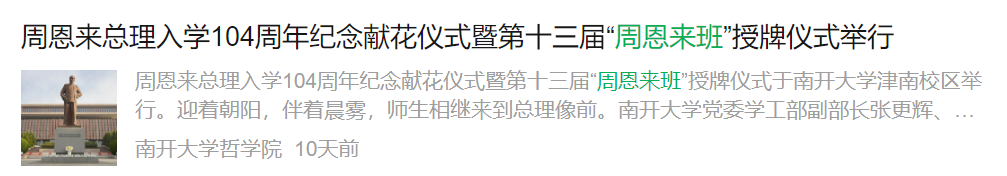 周恩来总理入学104周年纪念献花仪式暨第十三届“周恩来班”授牌仪式举行
周恩来总理入学104周年纪念献花仪式暨第十三届“周恩来班”授牌仪式于南开大学津南校区举
行。迎着朝阳，伴着晨雾，师生相继来到总理像前。南开大学党委学工部副部长张更辉、...
南开大学哲学院 10天前